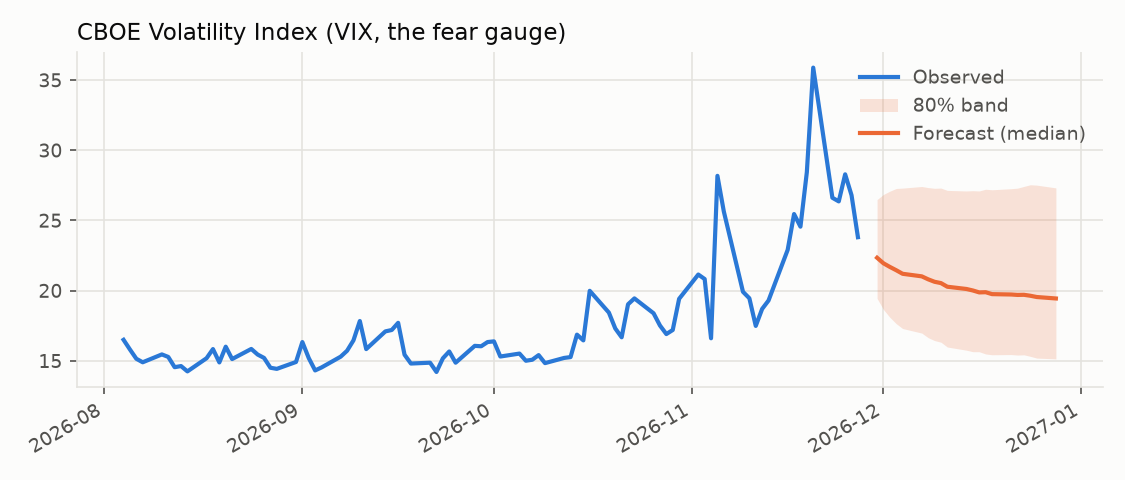 CBOE Volatility Index (VIX, the fear gauge)
35
30
25
20
15
Observed
80% band
Forecast (median)
2026-08
2026-09
2026-10
2026-11
2026-12
2027-01